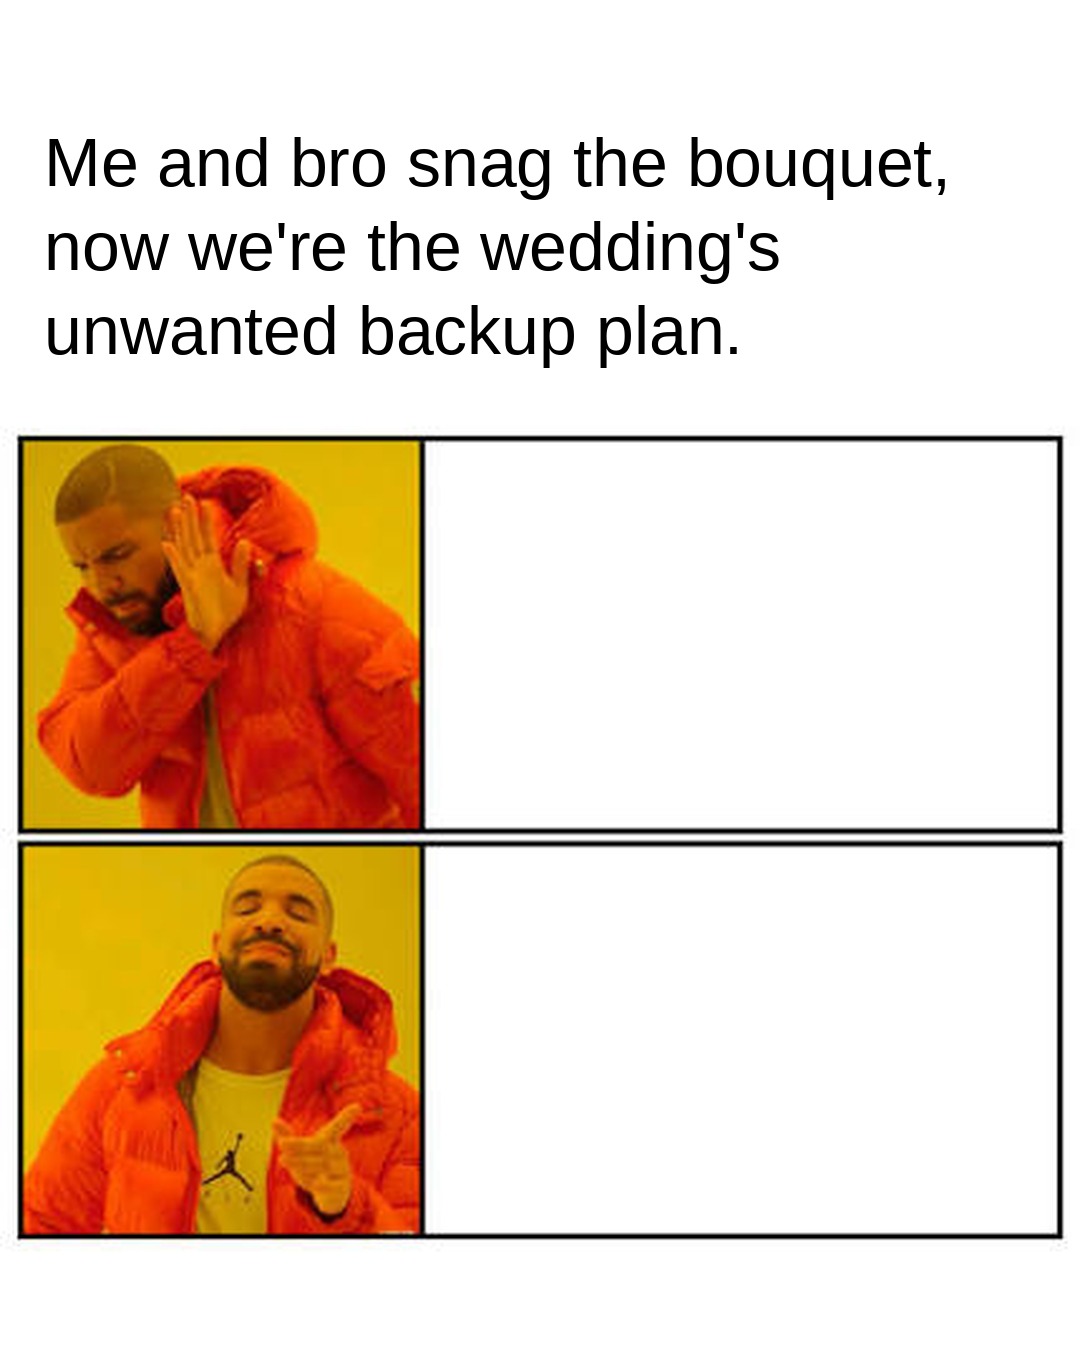 Me and bro snag the bouquet,
now we're the wedding's
unwanted backup plan.